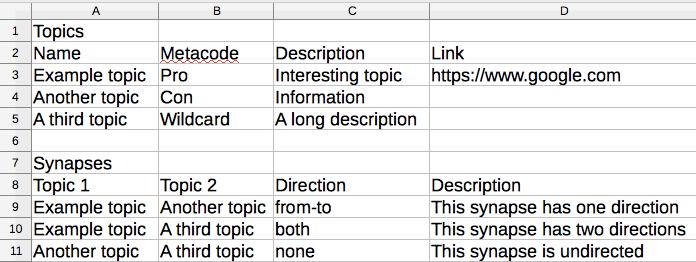 A B C D
1 Topics
2 Name Metacode Description Link
3 Example topic Pro Interesting topic https://www.google.com
4 Another topic Con Information
5 A third topic Wildcard A long description
6
7 Synapses
8 Topic 1 Topic 2 Direction Description
9 Example topic Another topic from-to This synapse has one direction
10 Example topic A third topic both This synapse has two directions
11 Another topic A third topic none This synapse is undirected